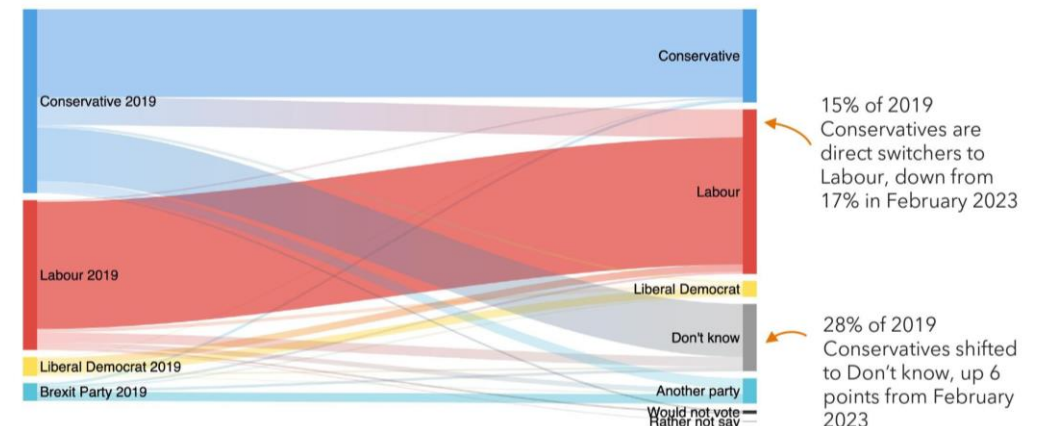 Conservative 2019
Labour 2019
Liberal Democrat 2019
Brexit Party 2019
Conservative
Labour
Liberal Democrat
Don't know
Another party
Would not vote
Rather not say
15% of 2019
Conservatives are
direct switchers to
Labour, down from
17% in February 2023
28% of 2019
Conservatives shifted
to Don't know, up 6
points from February
2023